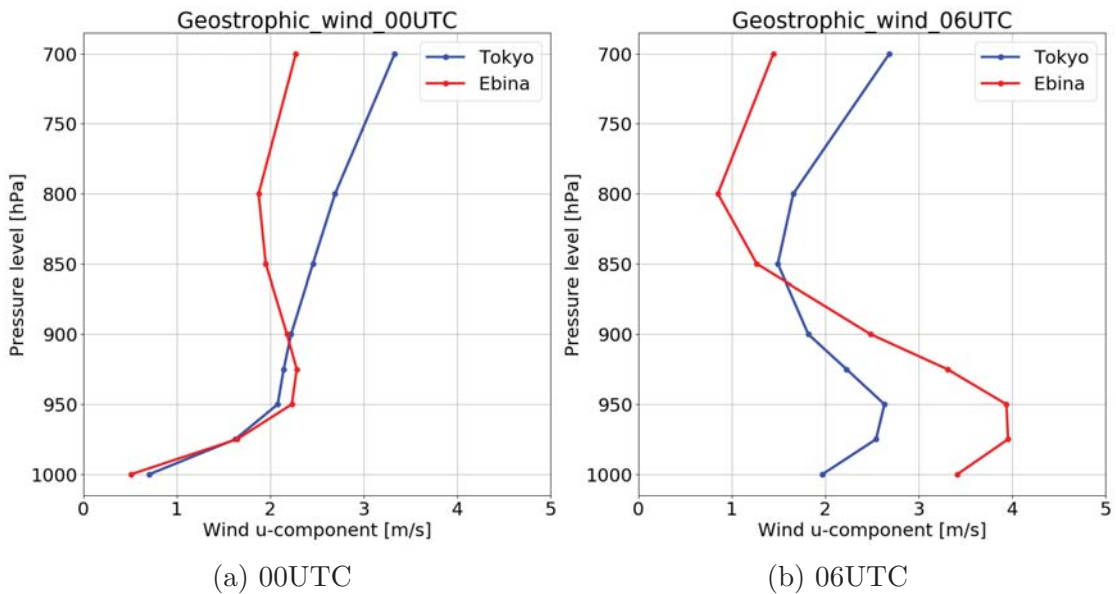 Geostrophic_wind_00UTC
Tokyo
Ebina
700
750
800
850
900
950
1000
Pressure level [hPa]
0 1 2 3 4 5
Wind u-component [m/s]
(a) 00UTC
Geostrophic_wind_06UTC
Tokyo
Ebina
700
750
800
850
900
950
1000
Pressure level [hPa]
0 1 2 3 4 5
Wind u-component [m/s]
(b) 06UTC